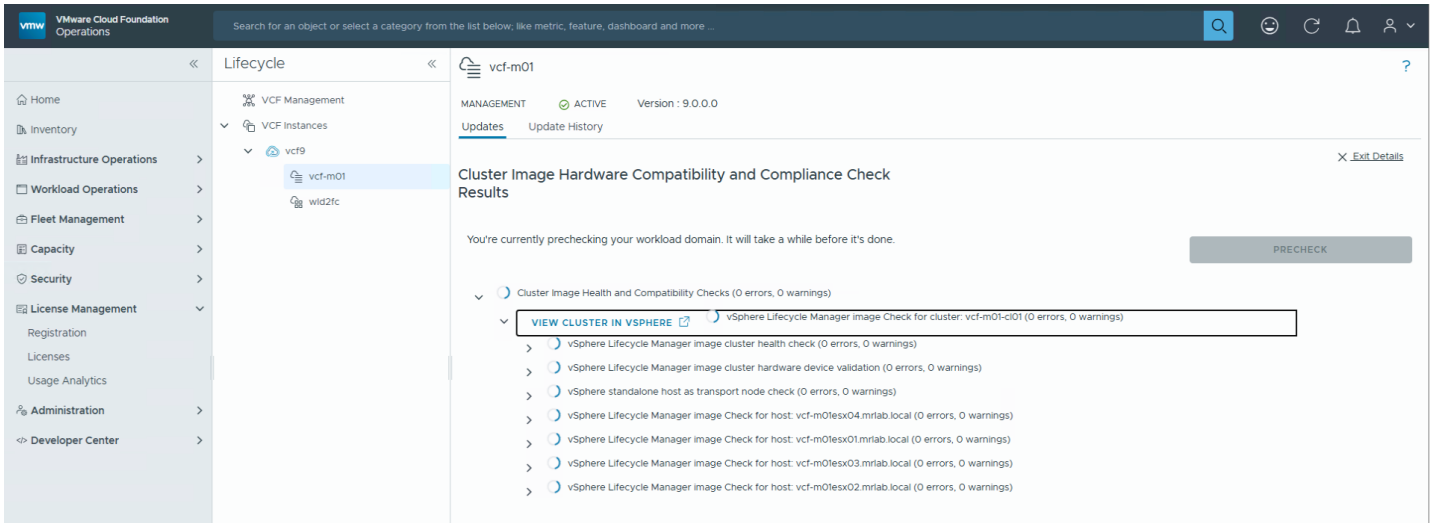 vmw
VMware Cloud Foundation
Operations
Search for an object or select a category from the list below; like metric, feature, dashboard and more ...
Home
Inventory
Infrastructure Operations
Workload Operations
Fleet Management
Capacity
Security
License Management
Registration
Licenses
Usage Analytics
Administration
Developer Center
Lifecycle
VCF Management
VCF Instances
vcf9
vcf-m01
wld2fc
vcf-m01
?
MANAGEMENT ACTIVE Version : 9.0.0.0
Updates Update History
Exit Details
Cluster Image Hardware Compatibility and Compliance Check
Results
You're currently prechecking your workload domain. It will take a while before it's done.
PRECHECK
Cluster Image Health and Compatibility Checks (0 errors, 0 warnings)
VIEW CLUSTER IN VSPHERE vSphere Lifecycle Manager image Check for cluster: vcf-m01-cl01 (0 errors, 0 warnings)
vSphere Lifecycle Manager image cluster health check (0 errors, 0 warnings)
vSphere Lifecycle Manager image cluster hardware device validation (0 errors, 0 warnings)
vSphere standalone host as transport node check (0 errors, 0 warnings)
vSphere Lifecycle Manager image Check for host: vcf-m01esx04.mrlab.local (0 errors, 0 warnings)
vSphere Lifecycle Manager image Check for host: vcf-m01esx01.mrlab.local (0 errors, 0 warnings)
vSphere Lifecycle Manager image Check for host: vcf-m01esx03.mrlab.local (0 errors, 0 warnings)
vSphere Lifecycle Manager image Check for host: vcf-m01esx02.mrlab.local (0 errors, 0 warnings)